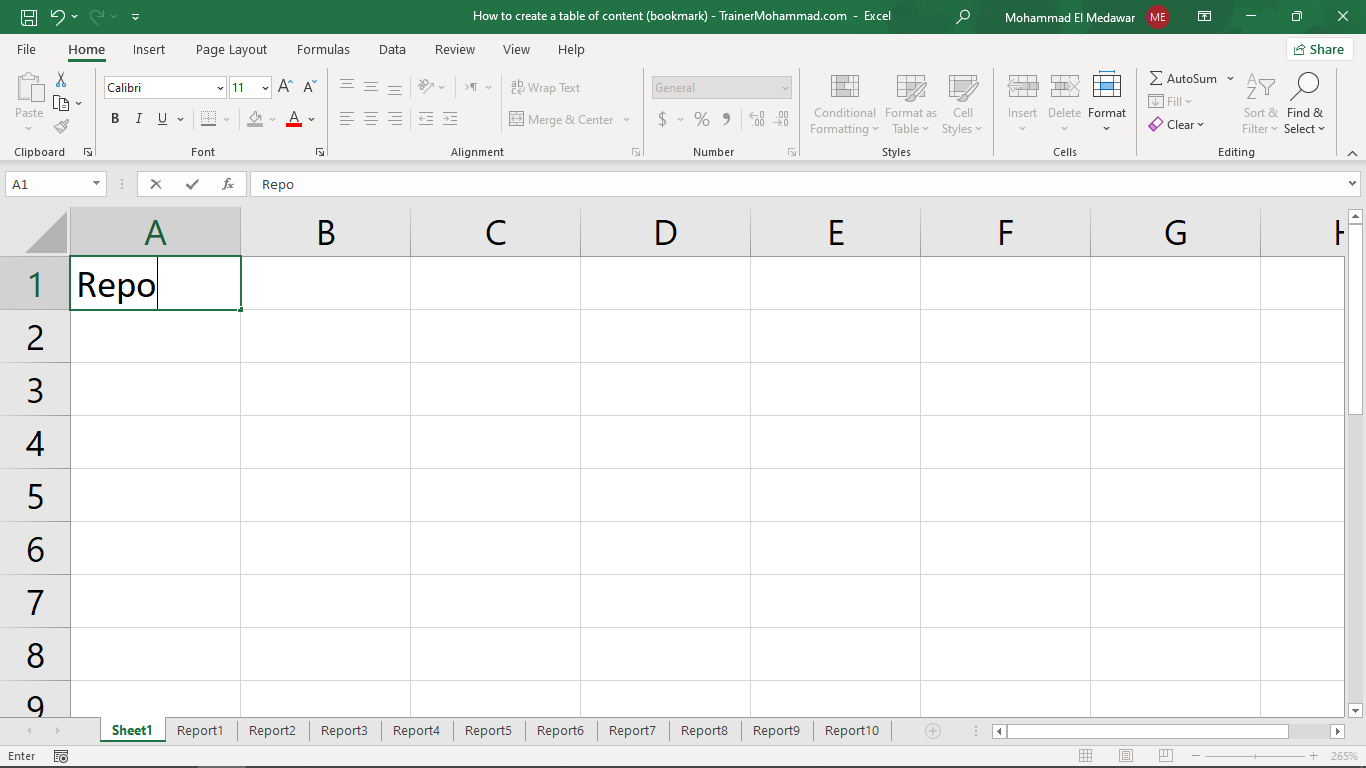 How to create a table of content (bookmark) - TrainerMohammad.com - Excel
Mohammad El Medawar ME
File Home Insert Page Layout Formulas Data Review View Help Share
Paste
Clipboard
Calibri 11
B I U
Font
Wrap Text
Merge & Center
Alignment
General
$ % 9
Number
Conditional Formatting
Format as Table
Cell Styles
Styles
Insert Delete Format
Cells
AutoSum
Fill
Clear
Sort & Filter
Find & Select
Editing
A1 fx Repo
A B C D E F G H
1 Repo
2
3
4
5
6
7
8
9
Sheet1 Report1 Report2 Report3 Report4 Report5 Report6 Report7 Report8 Report9 Report10
Enter 265%